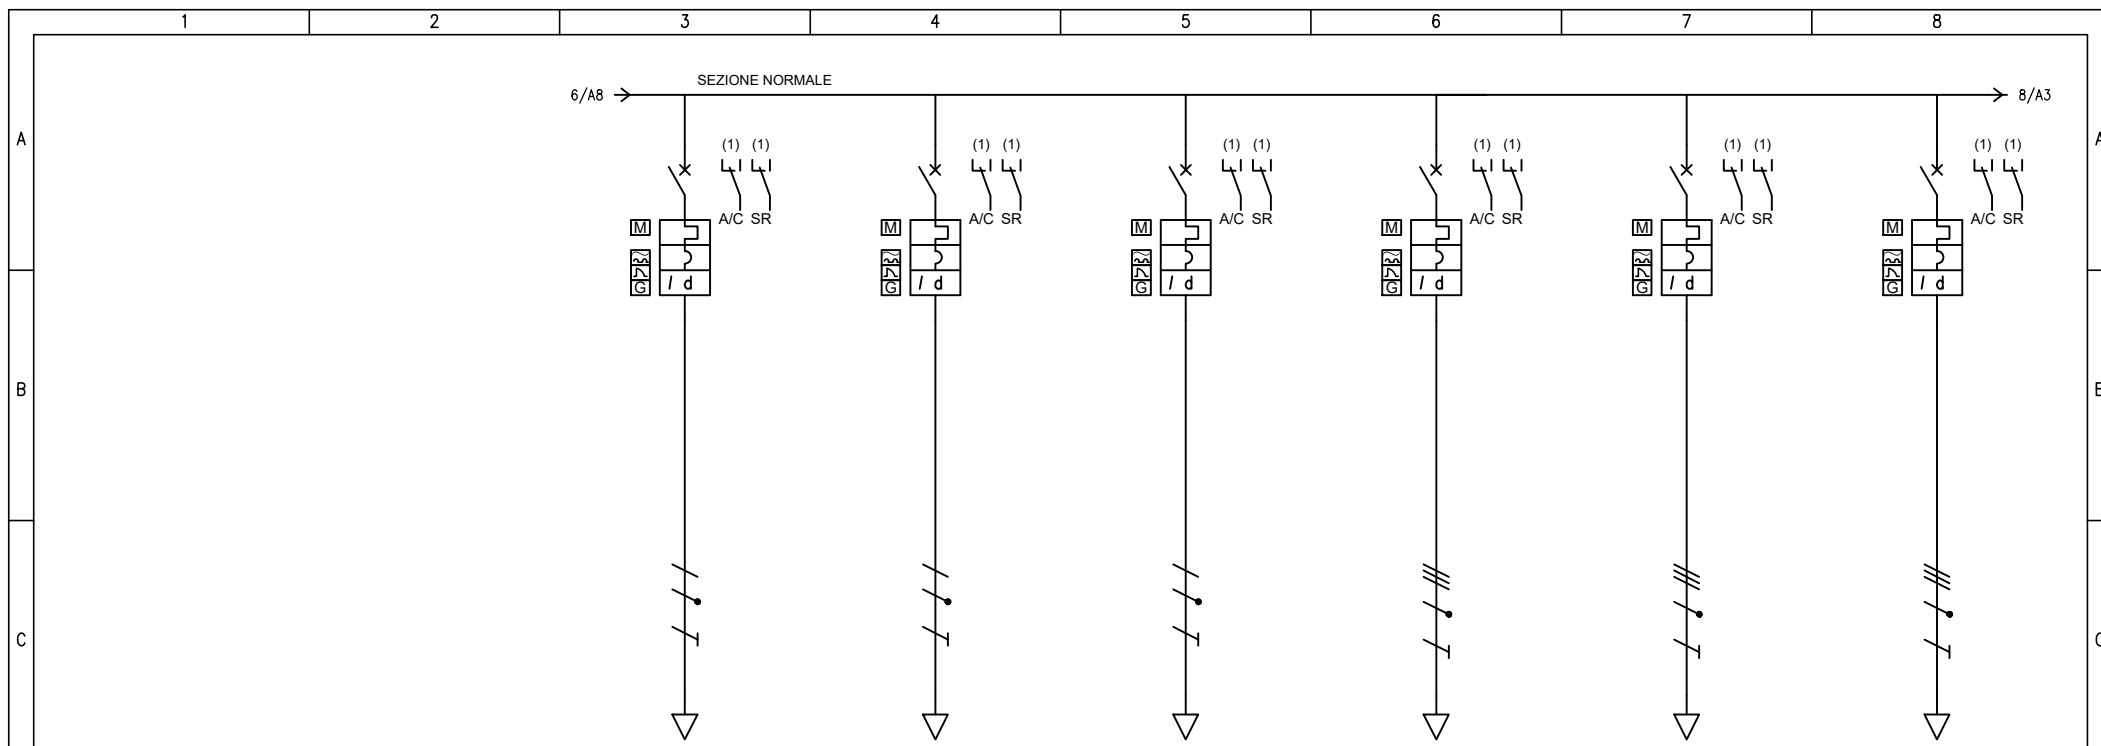 1 2 3 4 5 6 7 8
SEZIONE NORMALE
6/A8 8/A3
A A
(1) (1) (1) (1) (1) (1) (1) (1) (1) (1) (1) (1)
A/C SR A/C SR A/C SR A/C SR A/C SR A/C SR
M M M M M M
G I d G I d G I d G I d G I d G I d
B B
C C